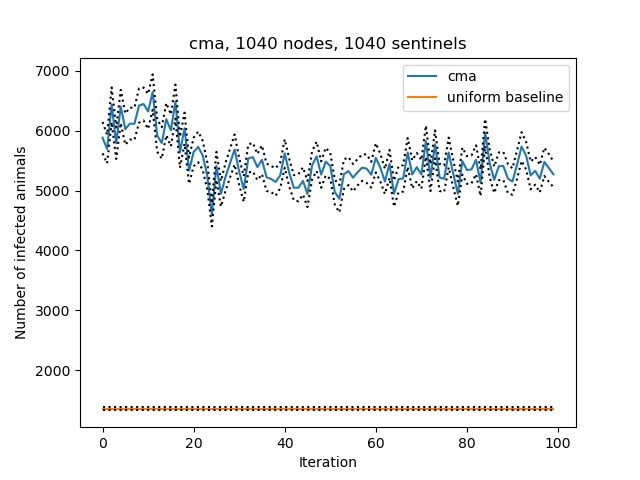 cma, 1040 nodes, 1040 sentinels
cma
uniform baseline
7000
6000
5000
4000
3000
2000
Number of infected animals
0 20 40 60 80 100
Iteration